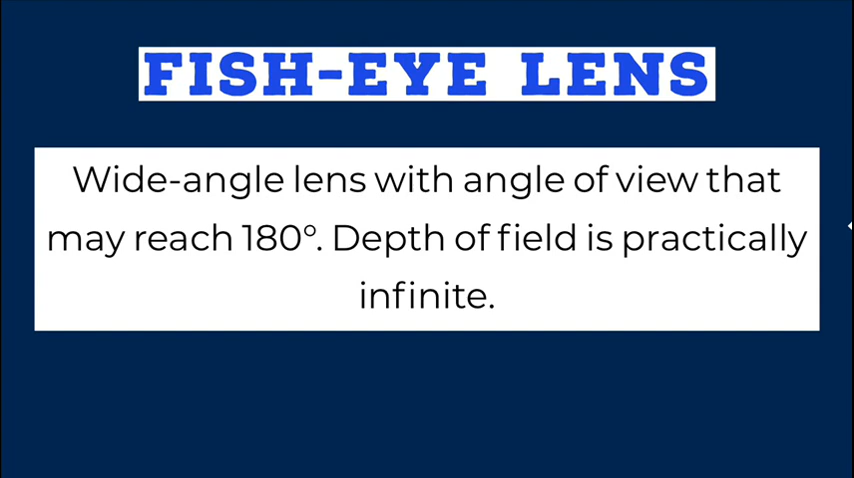 FISH-EYE LENS
Wide-angle lens with angle of view that
may reach 180°. Depth of field is practically
infinite.